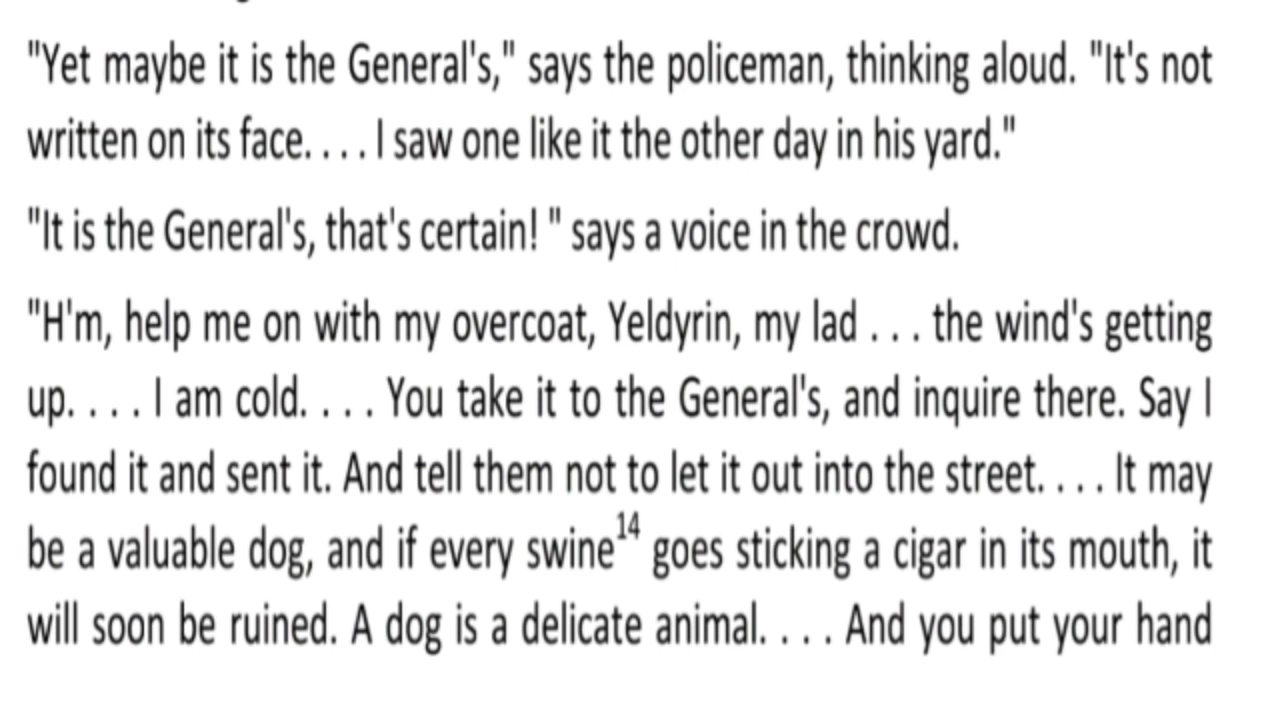 "Yet maybe it is the General's," says the policeman, thinking aloud. "It's not
written on its face. . . . I saw one like it the other day in his yard."
"It is the General's, that's certain! " says a voice in the crowd.
"H'm, help me on with my overcoat, Yeldyrin, my lad . . . the wind's getting
up. . . . I am cold. . . . You take it to the General's, and inquire there. Say I
found it and sent it. And tell them not to let it out into the street. . . . It may
be a valuable dog, and if every swine14 goes sticking a cigar in its mouth, it
will soon be ruined. A dog is a delicate animal. . . . And you put your hand